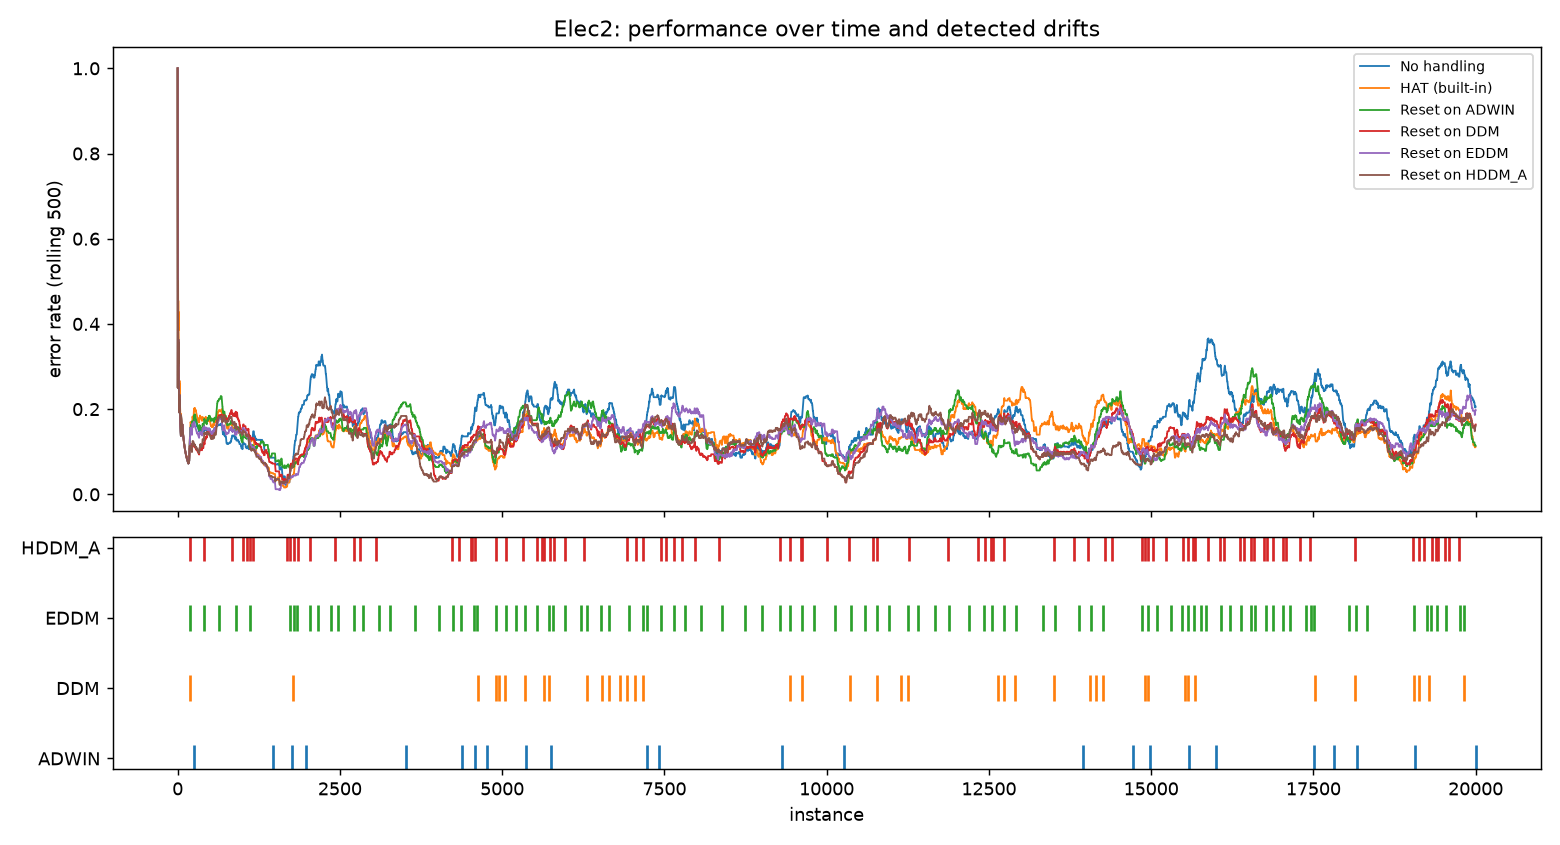 Elec2: performance over time and detected drifts
error rate (rolling 500)
1.0
0.8
0.6
0.4
0.2
0.0
No handling
HAT (built-in)
Reset on ADWIN
Reset on DDM
Reset on EDDM
Reset on HDDM_A
HDDM_A
EDDM
DDM
ADWIN
0 2500 5000 7500 10000 12500 15000 17500 20000
instance